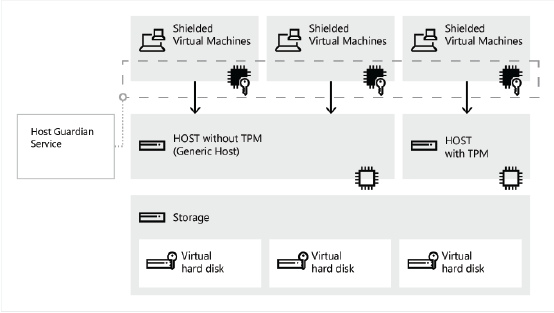 Shielded
Virtual Machines
Shielded
Virtual Machines
Shielded
Virtual Machines
Host Guardian
Service
HOST without TPM
(Generic Host)
HOST
with TPM
Storage
Virtual
hard disk
Virtual
hard disk
Virtual
hard disk